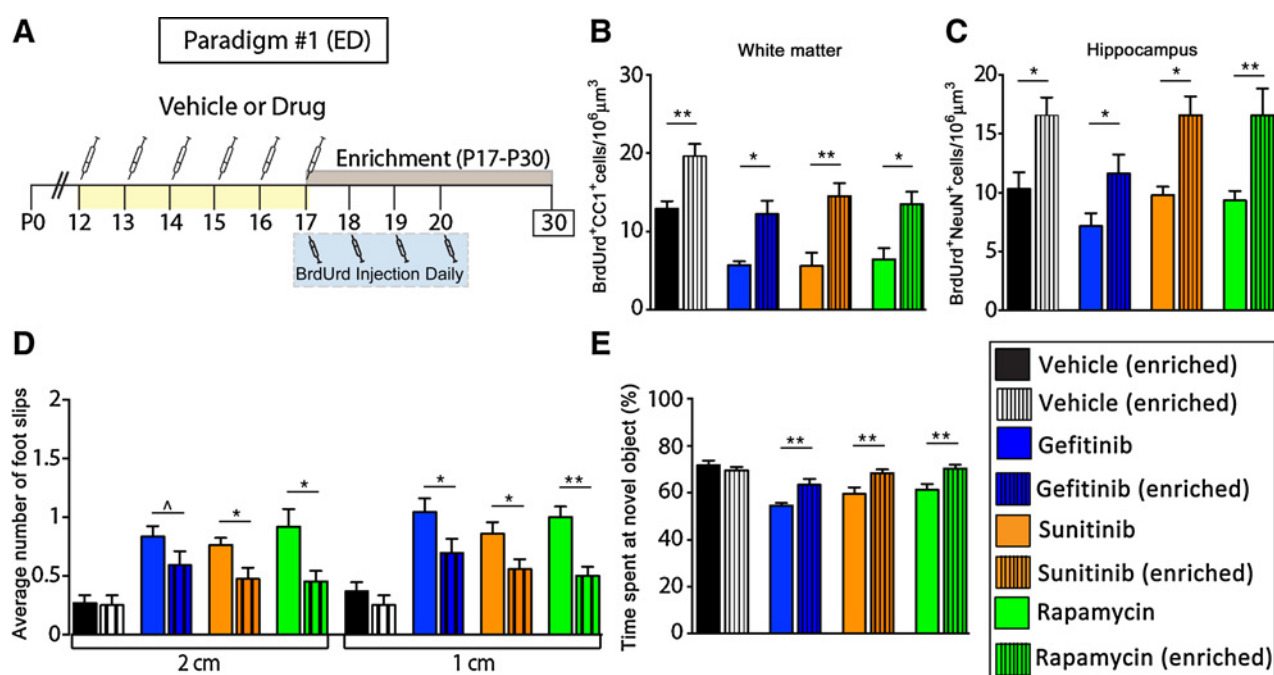 A
Paradigm #1 (ED)
Vehicle or Drug
Enrichment (P17-P30)
P0 12 13 14 15 16 17 18 19 20 30
BrdUrd Injection Daily
B
White matter
BrdUrd⁺CC1⁺cells/10⁶μm³
30
20
10
0
** * ** *
C
Hippocampus
BrdUrd⁺NeuN⁺cells/10⁶μm³
20
15
10
5
0
* * * **
D
Average number of foot slips
2
1.5
1
0.5
0
^ * * * * **
2 cm 1 cm
E
Time spent at novel object (%)
100
80
60
40
20
0
** ** **
Vehicle (enriched)
Vehicle (enriched)
Gefitinib
Gefitinib (enriched)
Sunitinib
Sunitinib (enriched)
Rapamycin
Rapamycin (enriched)